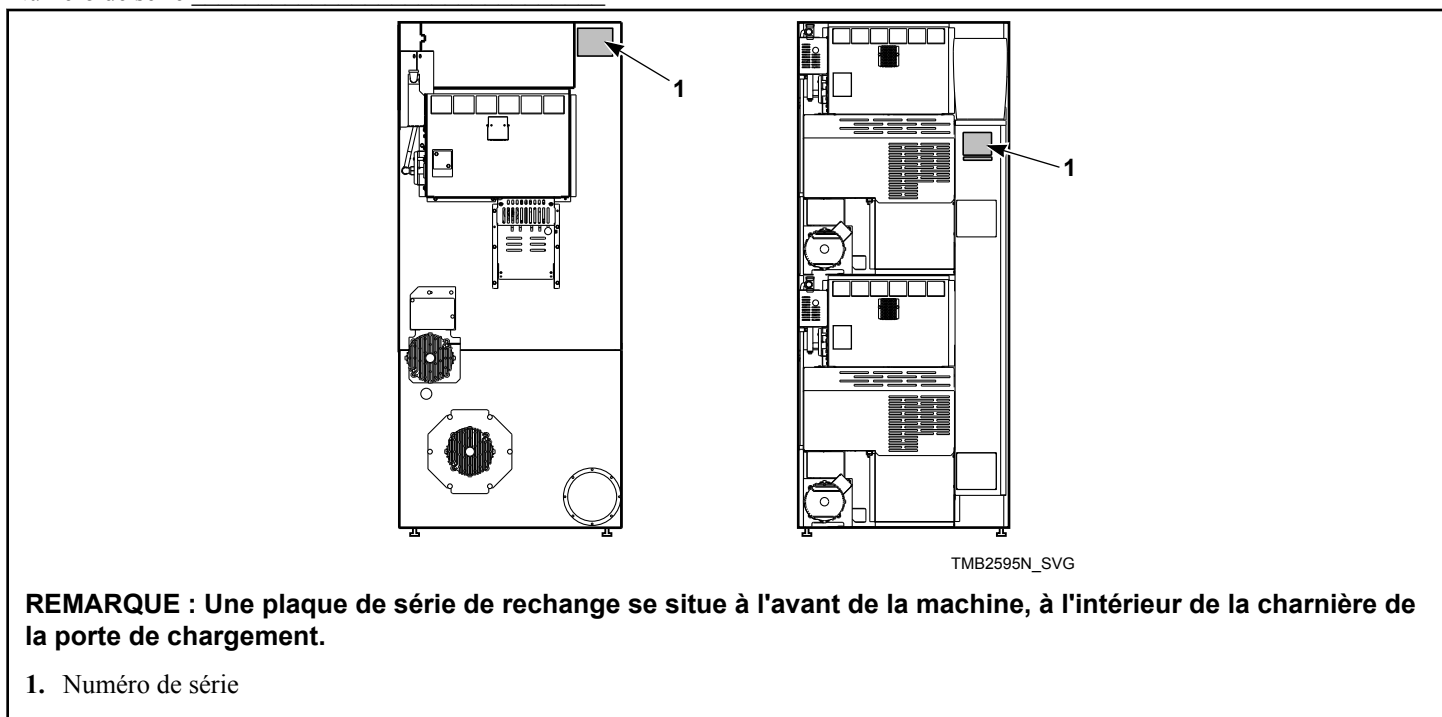 1
1
TMB2595N_SVG
REMARQUE : Une plaque de série de rechange se situe à l'avant de la machine, à l'intérieur de la charnière de
la porte de chargement.
1. Numéro de série